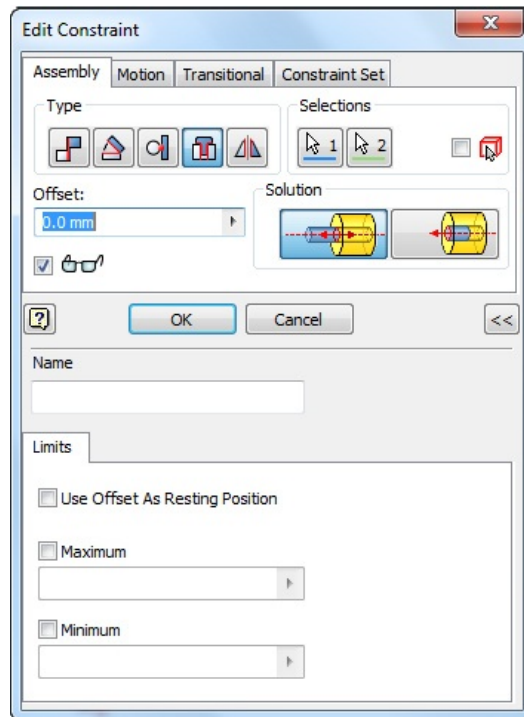 Edit Constraint
Assembly Motion Transitional Constraint Set
Type Selections
1 2
Offset: Solution
0.0 mm
OK Cancel <<
Name
Limits
Use Offset As Resting Position
Maximum
Minimum